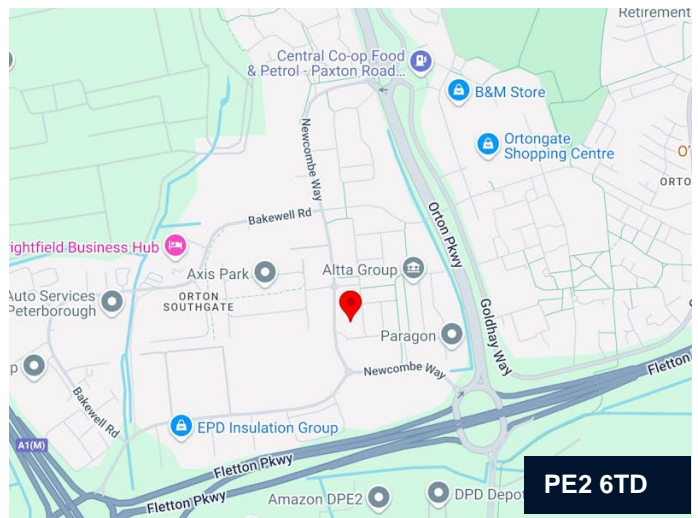 Retirement
Central Co-op Food
& Petrol - Paxton Road...
B&M Store
Ortongate
Shopping Centre
O'
ORTO
Newcombe Way
Bakewell Rd
Orton Pkwy
rightfield Business Hub
Axis Park
Altta Group
Auto Services
Peterborough
ORTON
SOUTHGATE
Goldhay Way
Paragon
Newcombe Way
Fletton
p
Bakewell Rd
EPD Insulation Group
A1(M)
Fletton Pkwy
Fletton Pkwy
Amazon DPE2
DPD Depot
PE2 6TD